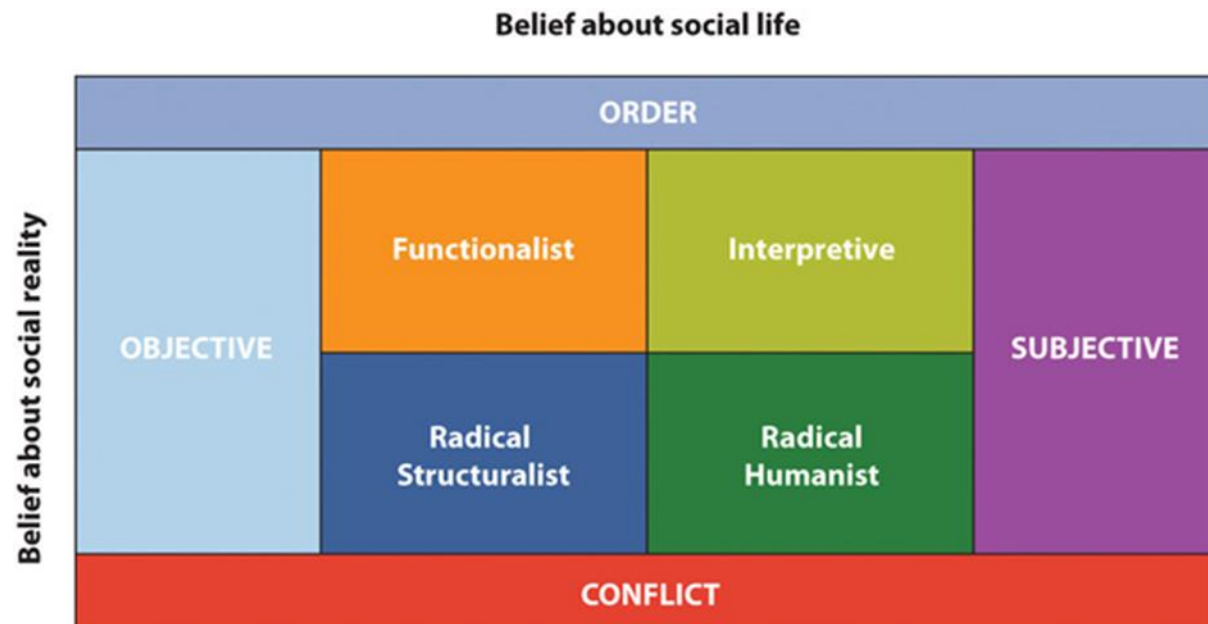 Belief about social life
ORDER
Belief about social reality
OBJECTIVE
Functionalist
Interpretive
SUBJECTIVE
Radical
Structuralist
Radical
Humanist
CONFLICT